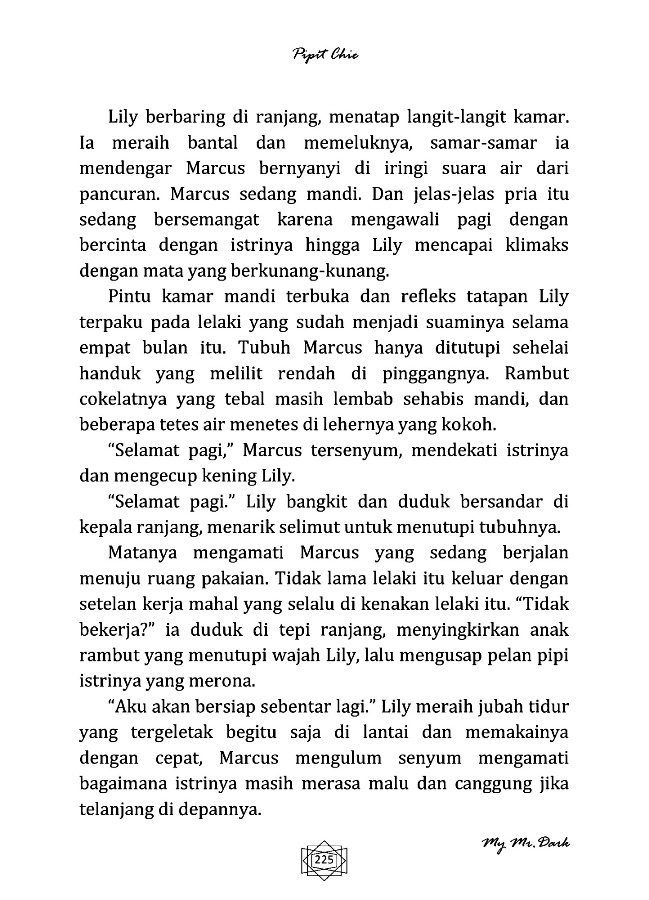 Pipit Chie
Lily berbaring di ranjang, menatap langit-langit kamar.
Ia meraih bantal dan memeluknya, samar-samar ia
mendengar Marcus bernyanyi di iringi suara air dari
pancuran. Marcus sedang mandi. Dan jelas-jelas pria itu
sedang bersemangat karena mengawali pagi dengan
bercinta dengan istrinya hingga Lily mencapai klimaks
dengan mata yang berkunang-kunang.
Pintu kamar mandi terbuka dan refleks tatapan Lily
terpaku pada lelaki yang sudah menjadi suaminya selama
empat bulan itu. Tubuh Marcus hanya ditutupi sehelai
handuk yang melilit rendah di pinggangnya. Rambut
cokelatnya yang tebal masih lembab sehabis mandi, dan
beberapa tetes air menetes di lehernya yang kokoh.
“Selamat pagi,” Marcus tersenyum, mendekati istrinya
dan mengecup kening Lily.
“Selamat pagi.” Lily bangkit dan duduk bersandar di
kepala ranjang, menarik selimut untuk menutupi tubuhnya.
Matanya mengamati Marcus yang sedang berjalan
menuju ruang pakaian. Tidak lama lelaki itu keluar dengan
setelan kerja mahal yang selalu di kenakan lelaki itu. “Tidak
bekerja?” ia duduk di tepi ranjang, menyingkirkan anak
rambut yang menutupi wajah Lily, lalu mengusap pelan pipi
istrinya yang merona.
“Aku akan bersiap sebentar lagi.” Lily meraih jubah tidur
yang tergeletak begitu saja di lantai dan memakainya
dengan cepat, Marcus mengulum senyum mengamati
bagaimana istrinya masih merasa malu dan canggung jika
telanjang di depannya.
My Mr. Dark
225